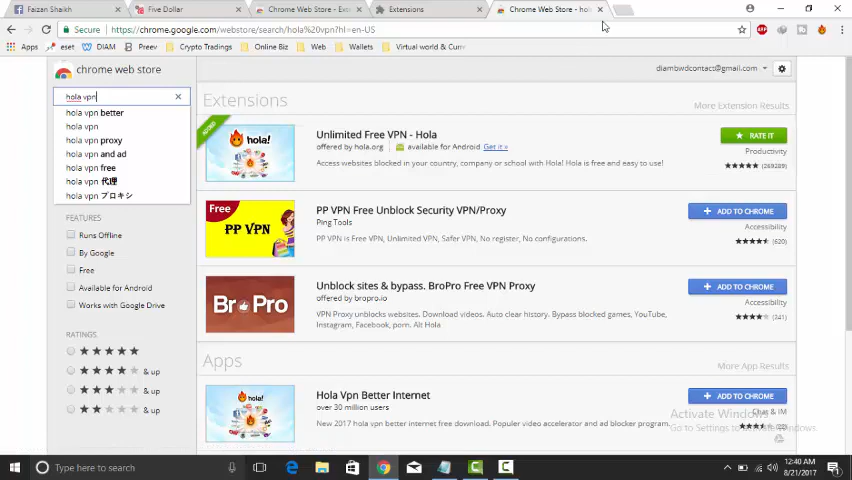 Faizan Shaikh
Five Dollar
Chrome Web Store - Exte
Extensions
Chrome Web Store - hol
Secure
https://chrome.google.com/webstore/search/hola%20vpn?hl=en-US
Apps
eset
ww
DIAM
Project
Crypto Tradings
Online Biz
Wallets
Virtual world & Curr
chrome web store
diambwdcontact@gmail.com
hola vpn
hola vpn better
hola vpn
hola vpn proxy
hola vpn and ad
hola vpn free
hola vpn 代理
hola vpn プロキシ
FEATURES
Runs Offline
By Google
Free
Available for Android
Works with Google Drive
RATINGS
& up
& up
& up
Extensions
More Extension Results
ADDED
hola!
Unlimited Free VPN - Hola
offered by hola.org
available for Android
Get it »
Access websites blocked in your country, company or school with Hola! Hola is free and easy to use!
RATE IT
Productivity
(269289)
Free
PP VPN
PP VPN Free Unblock Security VPN/Proxy
Ping Tools
PP VPN is Free VPN, Unlimited VPN, Safer VPN, No register, No configurations.
ADD TO CHROME
Accessibility
(620)
BroPro
Unblock sites & bypass. BroPro Free VPN Proxy
offered by bropro.io
VPN Proxy unblocks websites. Download videos. Auto clear history. Bypass blocked games, YouTube,
Instagram, Facebook, porn. Alt Hola
ADD TO CHROME
Accessibility
(241)
Apps
More App Results
hola!
Hola Vpn Better Internet
over 30 million users
New 2017 hola vpn better internet free download. Populer video accelerator and ad blocker program.
ADD TO CHROME
Chat & IM
Activate Windows
Go to Settings to activate Windows.
Type here to search
12:40 AM
8/21/2017